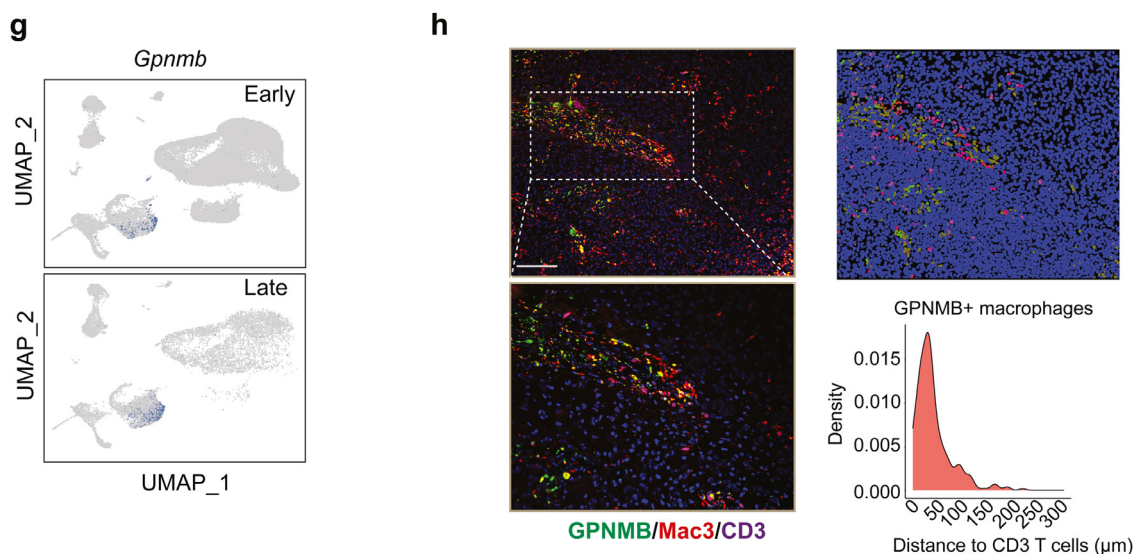 g
Gpnmb
Early
UMAP_2
Late
UMAP_2
UMAP_1
h
GPNMB/Mac3/CD3
GPNMB+ macrophages
Density
0.015
0.010
0.005
0.000
0 50 100 150 200 250 300
Distance to CD3 T cells (µm)